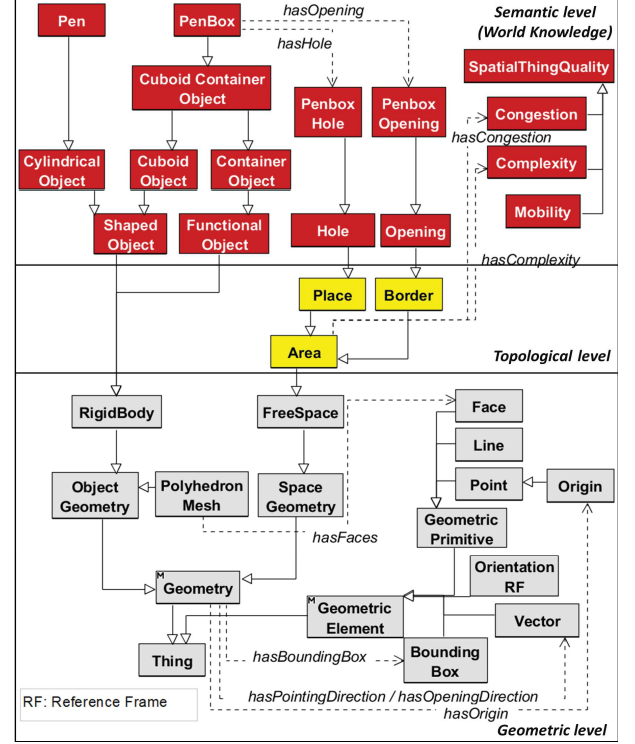 Semantic level
(World Knowledge)
Pen
PenBox
hasOpening
hasHole
SpatialThingQuality
Cuboid Container
Object
Penbox
Hole
Penbox
Opening
Congestion
hasCongestion
Cylindrical
Object
Cuboid
Object
Container
Object
Complexity
Mobility
Shaped
Object
Functional
Object
Hole
Opening
hasComplexity
Place
Border
Area
Topological level
RigidBody
FreeSpace
Face
Line
Object
Geometry
Polyhedron
Mesh
Space
Geometry
Point
Origin
hasFaces
Geometric
Primitive
Orientation
RF
M
Geometry
M
Geometric
Element
Vector
Thing
hasBoundingBox
Bounding
Box
RF: Reference Frame
hasPointingDirection / hasOpeningDirection
hasOrigin
Geometric level